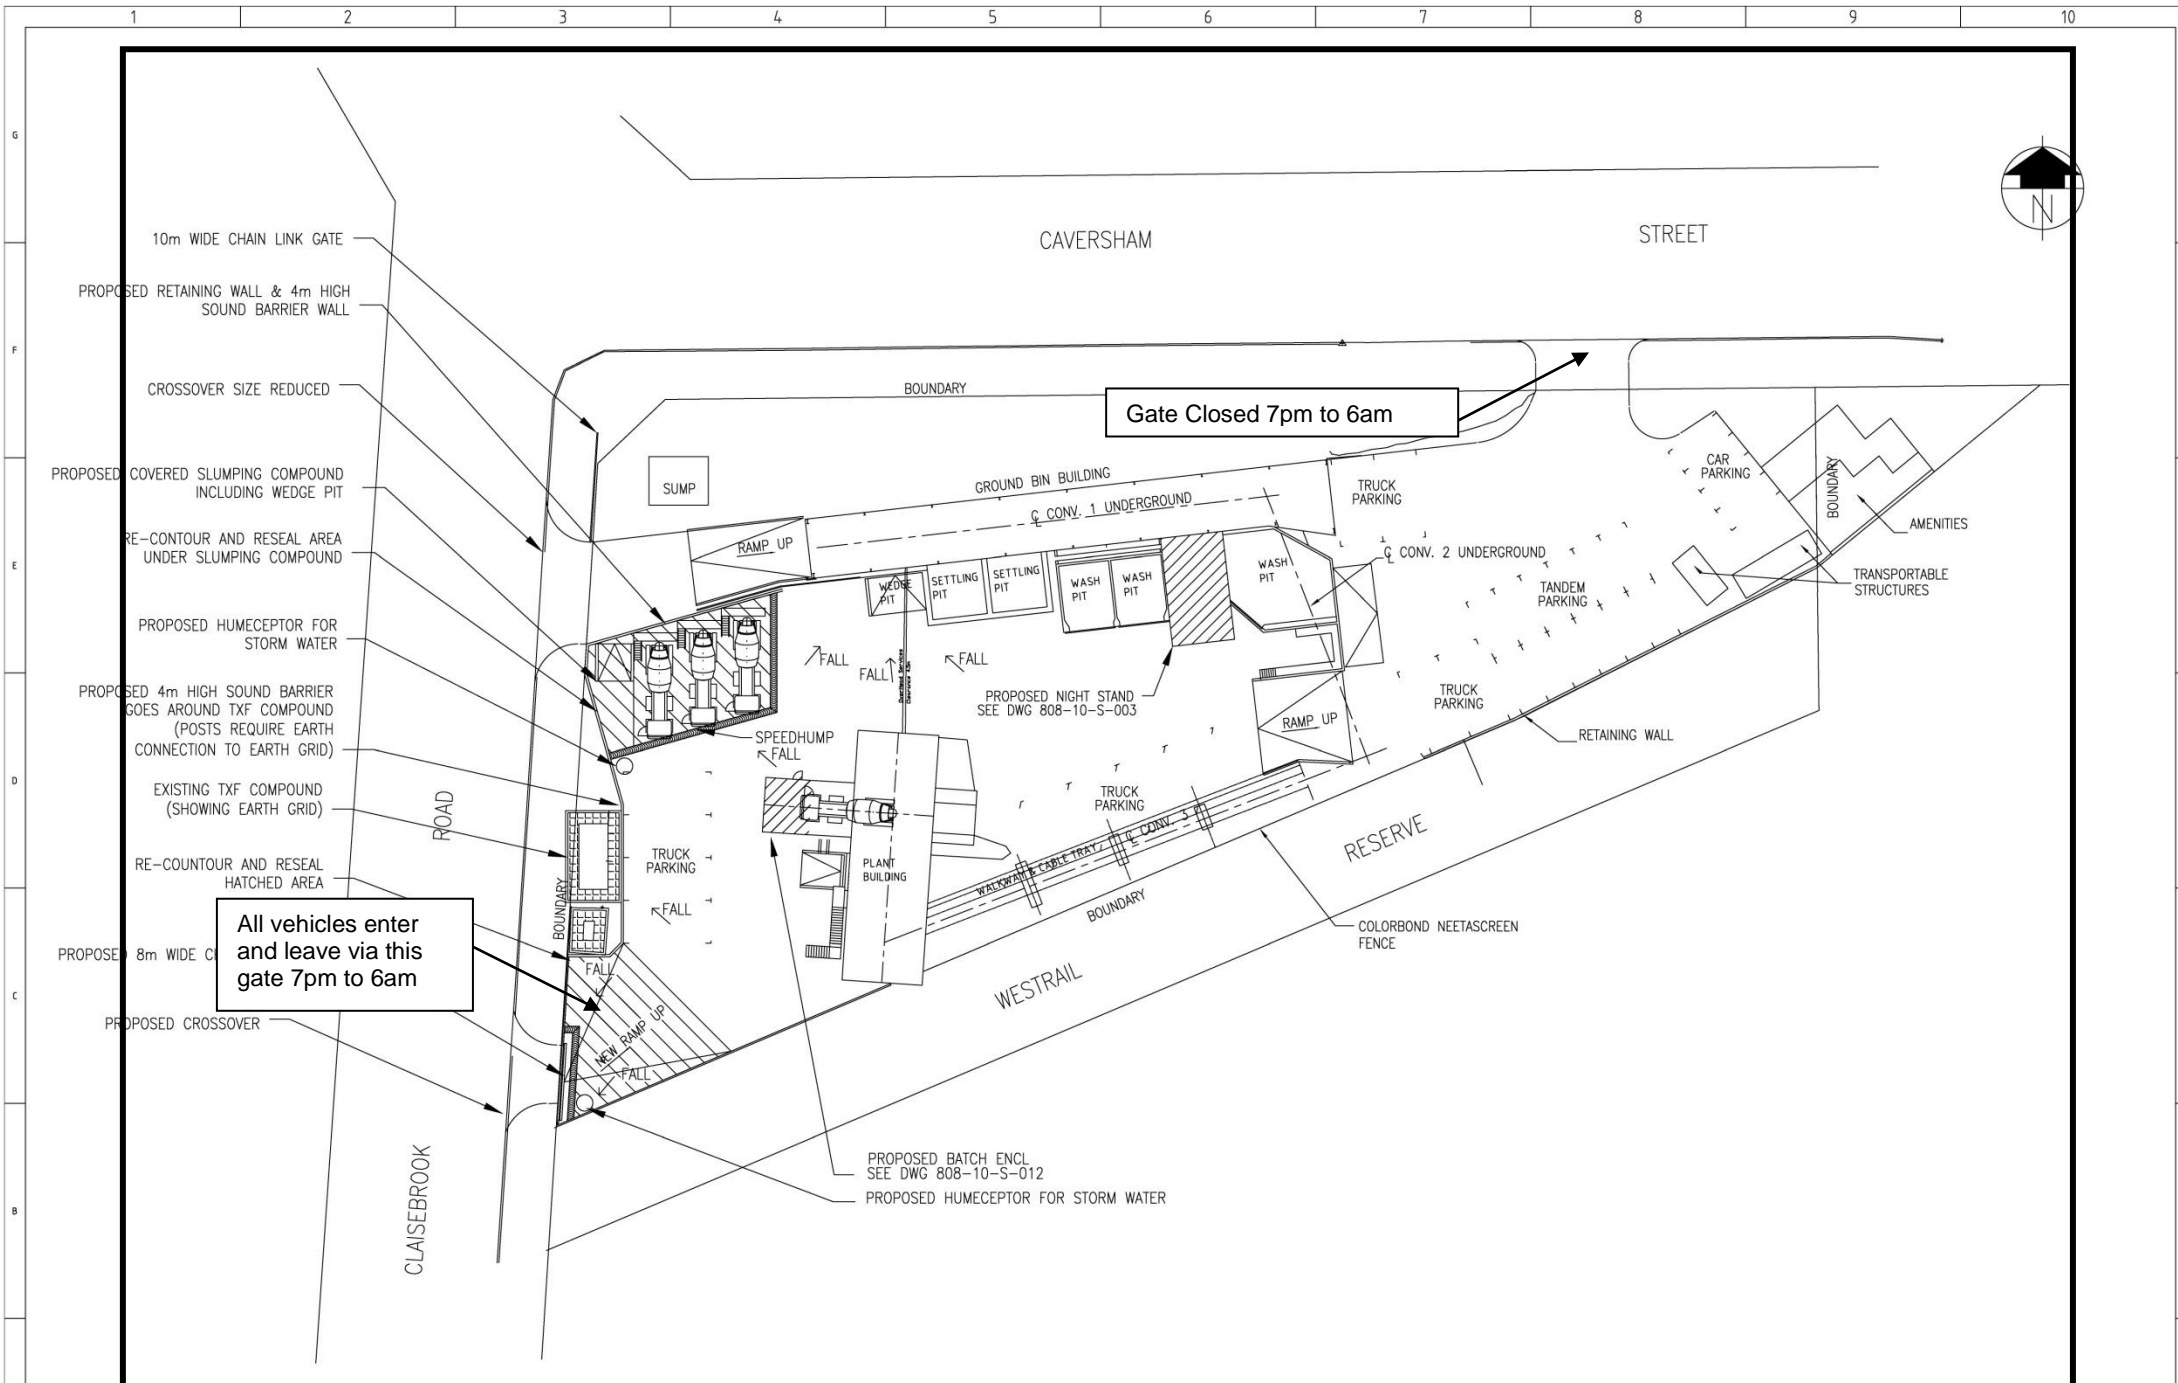 1 2 3 4 5 6 7 8 9 10
G
F
E
D
C
B
N
CAVERSHAM STREET
10m WIDE CHAIN LINK GATE
PROPOSED RETAINING WALL & 4m HIGH
SOUND BARRIER WALL
CROSSOVER SIZE REDUCED
PROPOSED COVERED SLUMPING COMPOUND
INCLUDING WEDGE PIT
RE-CONTOUR AND RESEAL AREA
UNDER SLUMPING COMPOUND
PROPOSED HUMECEPTOR FOR
STORM WATER
PROPOSED 4m HIGH SOUND BARRIER
GOES AROUND TXF COMPOUND
(POSTS REQUIRE EARTH
CONNECTION TO EARTH GRID)
EXISTING TXF COMPOUND
(SHOWING EARTH GRID)
RE-COUNTOUR AND RESEAL
HATCHED AREA
PROPOSED 8m WIDE
PROPOSED CROSSOVER
All vehicles enter
and leave via this
gate 7pm to 6am
Gate Closed 7pm to 6am
BOUNDARY
SUMP
GROUND BIN BUILDING
℄ CONV. 1 UNDERGROUND
RAMP UP
WEDGE
PIT
SETTLING
PIT
SETTLING
PIT
WASH
PIT
WASH
PIT
WASH
PIT
℄ CONV. 2 UNDERGROUND
TRUCK
PARKING
CAR
PARKING
BOUNDARY
AMENITIES
TRANSPORTABLE
STRUCTURES
TANDEM
PARKING
TRUCK
PARKING
RETAINING WALL
FALL
FALL
FALL
Overhead Services
PROPOSED NIGHT STAND
SEE DWG 808-10-S-003
RAMP UP
SPEEDHUMP
FALL
TRUCK
PARKING
℄ CONV. 3
WALKWAY & CABLE TRAY
PLANT
BUILDING
TRUCK
PARKING
FALL
BOUNDARY
BOUNDARY
FALL
NEW RAMP UP
FALL
COLORBOND NEETASCREEN
FENCE
WESTRAIL RESERVE
PROPOSED BATCH ENCL
SEE DWG 808-10-S-012
PROPOSED HUMECEPTOR FOR STORM WATER
CLAISEBROOK ROAD